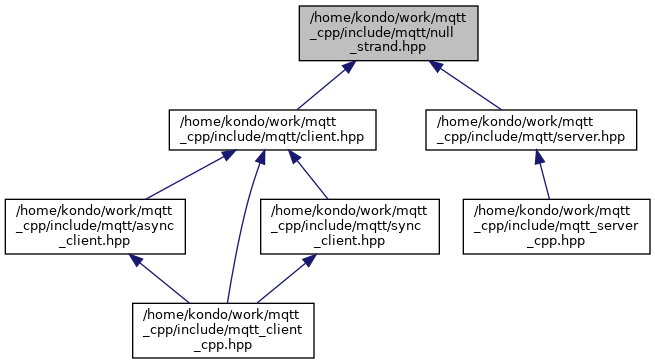 /home/kondo/work/mqtt
_cpp/include/mqtt/null
_strand.hpp
/home/kondo/work/mqtt
_cpp/include/mqtt/client.hpp
/home/kondo/work/mqtt
_cpp/include/mqtt/server.hpp
/home/kondo/work/mqtt
_cpp/include/mqtt/async
_client.hpp
/home/kondo/work/mqtt
_cpp/include/mqtt/sync
_client.hpp
/home/kondo/work/mqtt
_cpp/include/mqtt_server
_cpp.hpp
/home/kondo/work/mqtt
_cpp/include/mqtt_client
_cpp.hpp